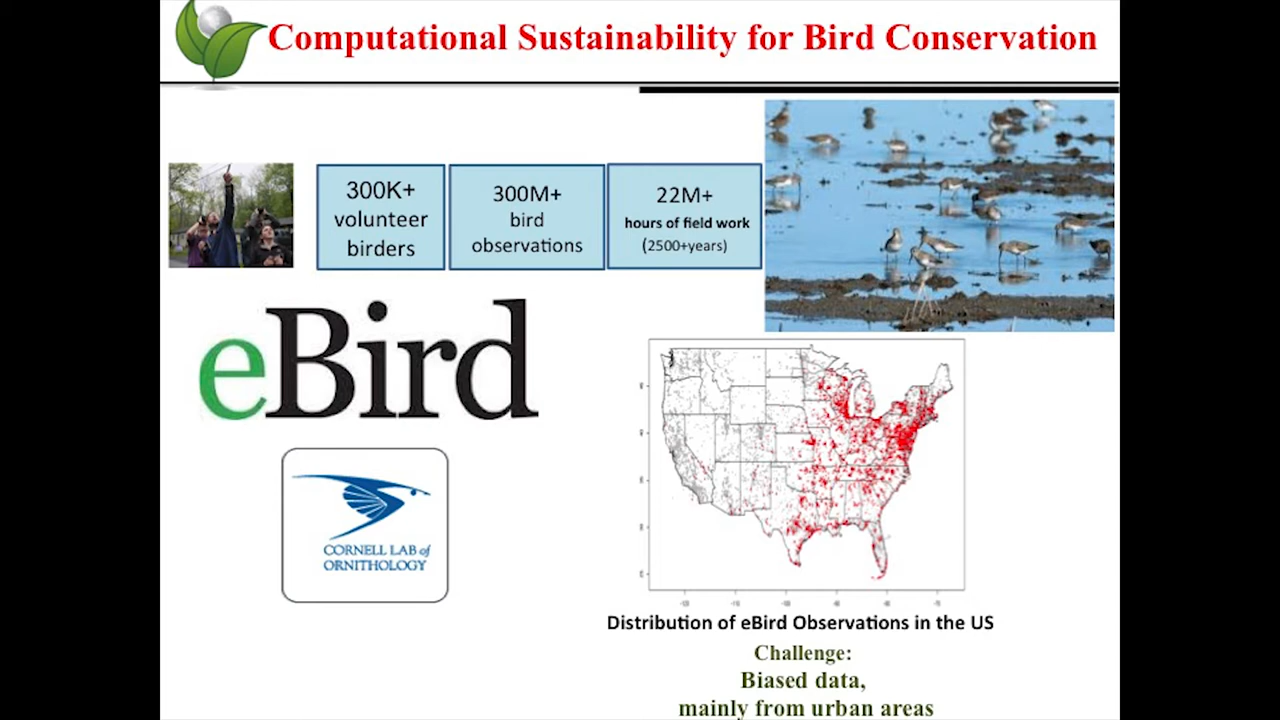 Computational Sustainability for Bird Conservation
300K+
volunteer
birders
300M+
bird
observations
22M+
hours of field work
(2500+years)
eBird
CORNELL LAB of
ORNITHOLOGY
Distribution of eBird Observations in the US
Challenge:
Biased data,
mainly from urban areas